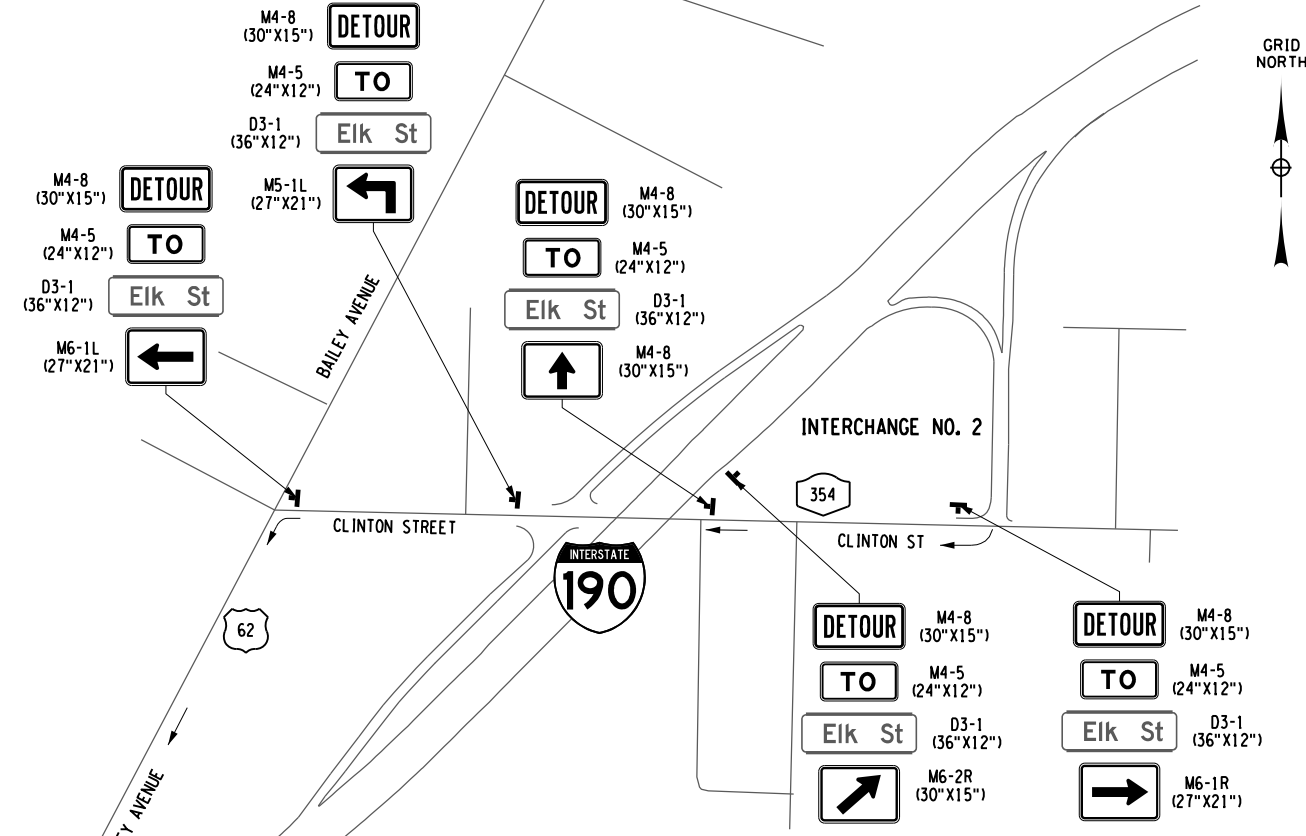 M4-8
(30"X15")
DETOUR
M4-5
(24"X12")
TO
D3-1
(36"X12")
Elk St
M5-1L
(27"X21")
GRID
NORTH
M4-8
(30"X15")
DETOUR
M4-5
(24"X12")
TO
D3-1
(36"X12")
Elk St
M6-1L
(27"X21")
DETOUR
M4-8
(30"X15")
TO
M4-5
(24"X12")
Elk St
D3-1
(36"X12")
M4-8
(30"X15")
BAILEY AVENUE
INTERCHANGE NO. 2
354
CLINTON STREET
CLINTON ST
INTERSTATE
190
62
DETOUR
M4-8
(30"X15")
TO
M4-5
(24"X12")
Elk St
D3-1
(36"X12")
M6-2R
(30"X15")
DETOUR
M4-8
(30"X15")
TO
M4-5
(24"X12")
Elk St
D3-1
(36"X12")
M6-1R
(27"X21")
EY AVENUE